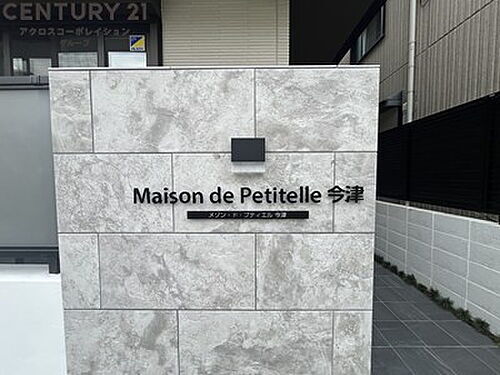 CENTURY 21
アクロスコーポレイション
グループ
Maison de Petitelle 今津
メゾン・ド・プティエル 今津